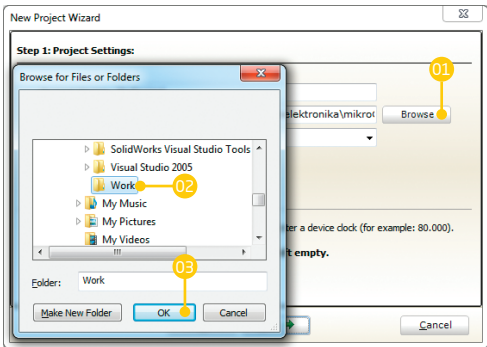 New Project Wizard
Step 1: Project Settings:
Browse for Files or Folders
01
elektronika\mikro
Browse
SolidWorks Visual Studio Tools
Visual Studio 2005
Work
02
My Music
My Pictures
My Videos
ter a device clock (for example: 80.000).
ft empty.
03
Folder:
Work
Make New Folder
OK
Cancel
Cancel